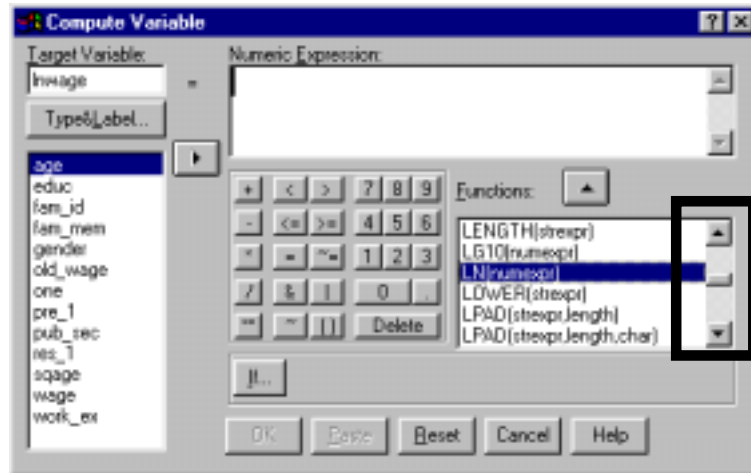 Compute Variable
Target Variable:
lnwage
=
Numeric Expression:
Type&Label...
age
educ
fam_id
fam_mem
gender
old_wage
one
pre_1
pub_sec
res_1
sqage
wage
work_ex
+ < > 7 8 9
- <= >= 4 5 6
* = ~= 1 2 3
/ & | 0 .
** ~ () Delete
Functions:
LENGTH(strexpr)
LG10(numexpr)
LN(numexpr)
LOWER(strexpr)
LPAD(strexpr,length)
LPAD(strexpr,length,char)
If...
OK Paste Reset Cancel Help